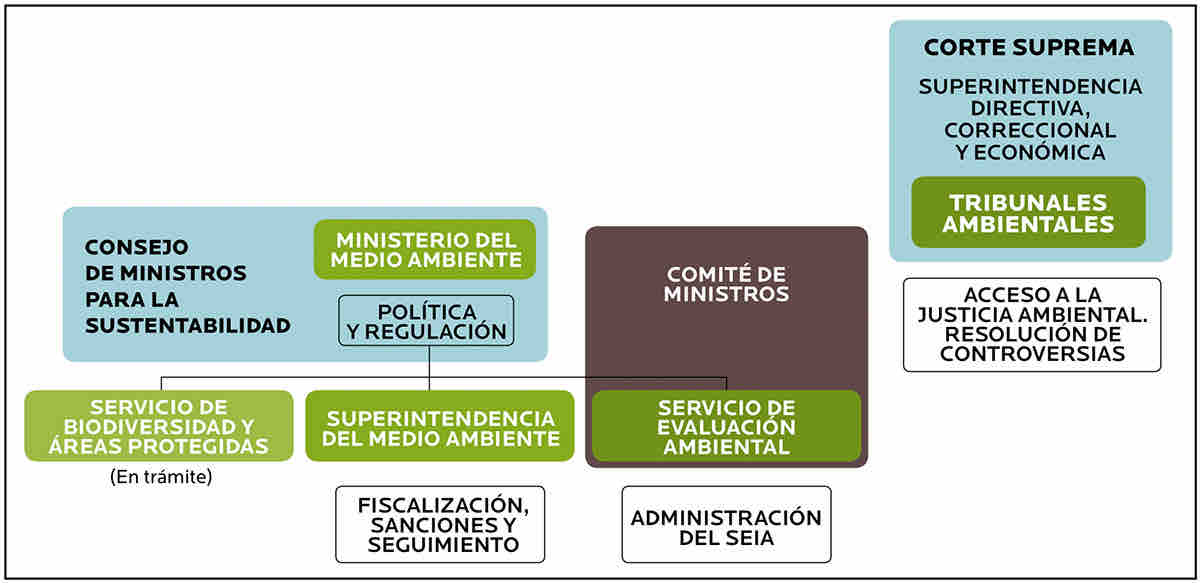 CORTE SUPREMA
SUPERINTENDENCIA
DIRECTIVA,
CORRECCIONAL
Y ECONÓMICA
TRIBUNALES
AMBIENTALES
ACCESO A LA
JUSTICIA AMBIENTAL.
RESOLUCIÓN DE
CONTROVERSIAS
CONSEJO
DE MINISTROS
PARA LA
SUSTENTABILIDAD
MINISTERIO DEL
MEDIO AMBIENTE
POLÍTICA
Y REGULACIÓN
COMITÉ DE
MINISTROS
SERVICIO DE
BIODIVERSIDAD Y
ÁREAS PROTEGIDAS
(En trámite)
SUPERINTENDENCIA
DEL MEDIO AMBIENTE
FISCALIZACIÓN,
SANCIONES Y
SEGUIMIENTO
SERVICIO DE
EVALUACIÓN
AMBIENTAL
ADMINISTRACIÓN
DEL SEIA